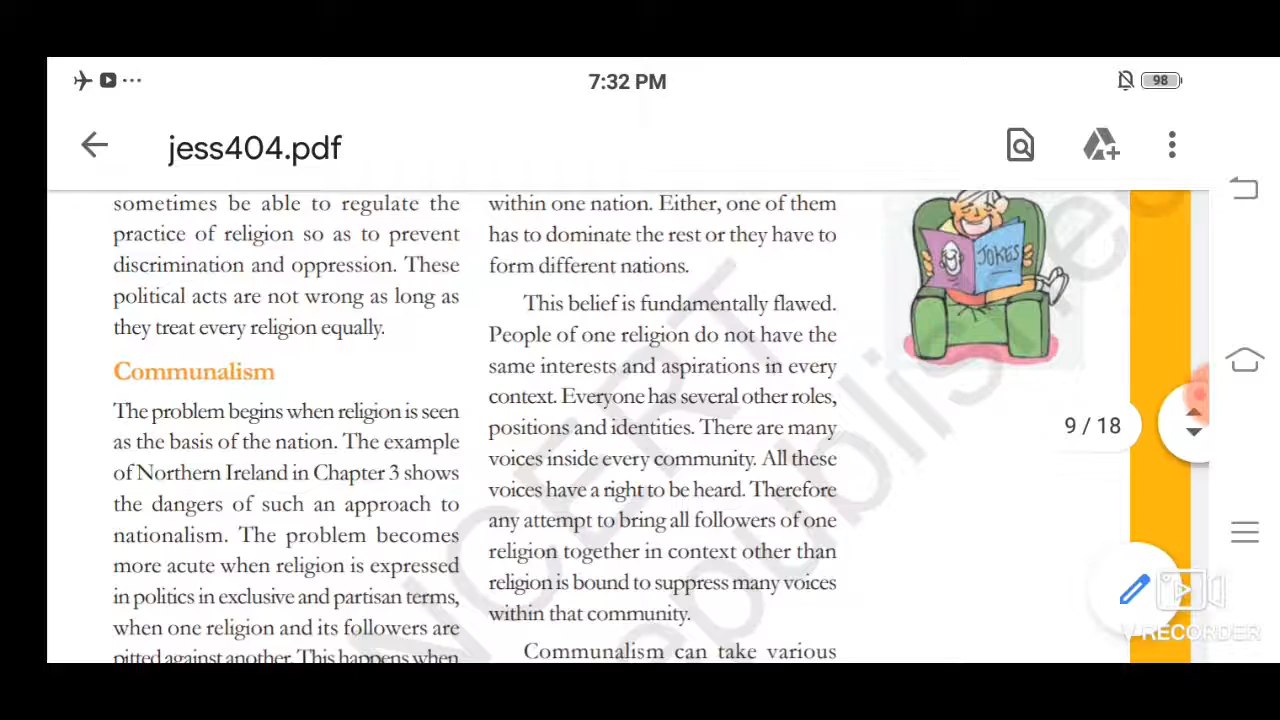 7:32 PM
98
jess404.pdf
sometimes be able to regulate the
practice of religion so as to prevent
discrimination and oppression. These
political acts are not wrong as long as
they treat every religion equally.
Communalism
The problem begins when religion is seen
as the basis of the nation. The example
of Northern Ireland in Chapter 3 shows
the dangers of such an approach to
nationalism. The problem becomes
more acute when religion is expressed
in politics in exclusive and partisan terms,
when one religion and its followers are
pitted against another. This happens when
within one nation. Either, one of them
has to dominate the rest or they have to
form different nations.
This belief is fundamentally flawed.
People of one religion do not have the
same interests and aspirations in every
context. Everyone has several other roles,
positions and identities. There are many
voices inside every community. All these
voices have a right to be heard. Therefore
any attempt to bring all followers of one
religion together in context other than
religion is bound to suppress many voices
within that community.
Communalism can take various
JOKES
9 / 18
NCERT
V RECORDER